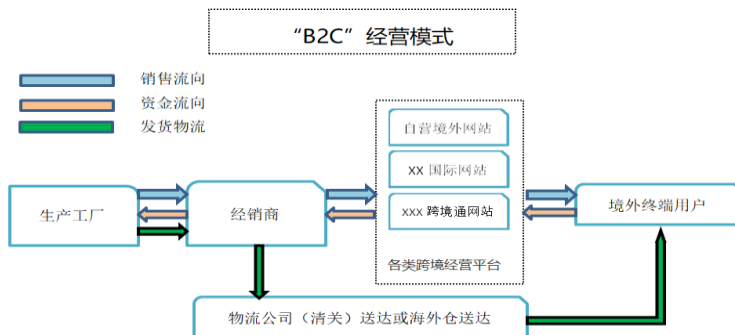 “B2C”经营模式
销售流向
资金流向
发货物流
自营境外网站
XX 国际网站
xxx 跨境通网站
生产工厂
经销商
境外终端用户
各类跨境经营平台
物流公司（清关）送达或海外仓送达